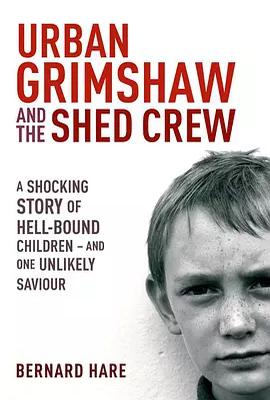 URBAN
GRIMSHAW
AND THE SHED CREW
A SHOCKING
STORY OF
HELL-BOUND
CHILDREN – AND
ONE UNLIKELY
SAVIOUR
BERNARD HARE